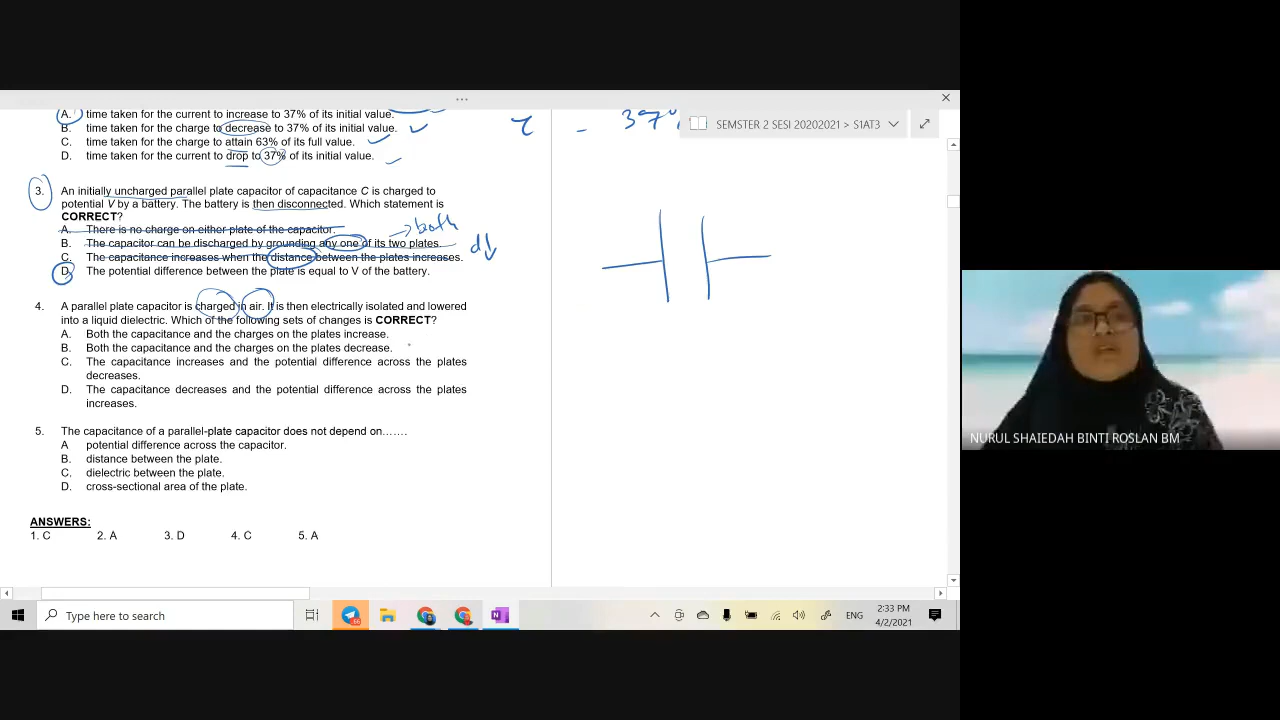 A. time taken for the current to increase to 37% of its initial value.
B. time taken for the charge to decrease to 37% of its initial value.
C. time taken for the charge to attain 63% of its full value.
D. time taken for the current to drop to 37% of its initial value.
τ - 37%
SEMSTER 2 SESI 20202021 > S1AT3
3. An initially uncharged parallel plate capacitor of capacitance C is charged to
potential V by a battery. The battery is then disconnected. Which statement is
CORRECT?
A. There is no charge on either plate of the capacitor.
→ both
B. The capacitor can be discharged by grounding any one of its two plates.
d↓
C. The capacitance increases when the distance between the plates increases.
D. The potential difference between the plate is equal to V of the battery.
4. A parallel plate capacitor is charged in air. It is then electrically isolated and lowered
into a liquid dielectric. Which of the following sets of changes is CORRECT?
A. Both the capacitance and the charges on the plates increase.
B. Both the capacitance and the charges on the plates decrease.
C. The capacitance increases and the potential difference across the plates
decreases.
D. The capacitance decreases and the potential difference across the plates
increases.
5. The capacitance of a parallel-plate capacitor does not depend on…….
A potential difference across the capacitor.
B. distance between the plate.
C. dielectric between the plate.
D. cross-sectional area of the plate.
ANSWERS:
1. C 2. A 3. D 4. C 5. A
NURUL SHAIEDAH BINTI ROSLAN BM
Type here to search
ENG
2:33 PM
4/2/2021